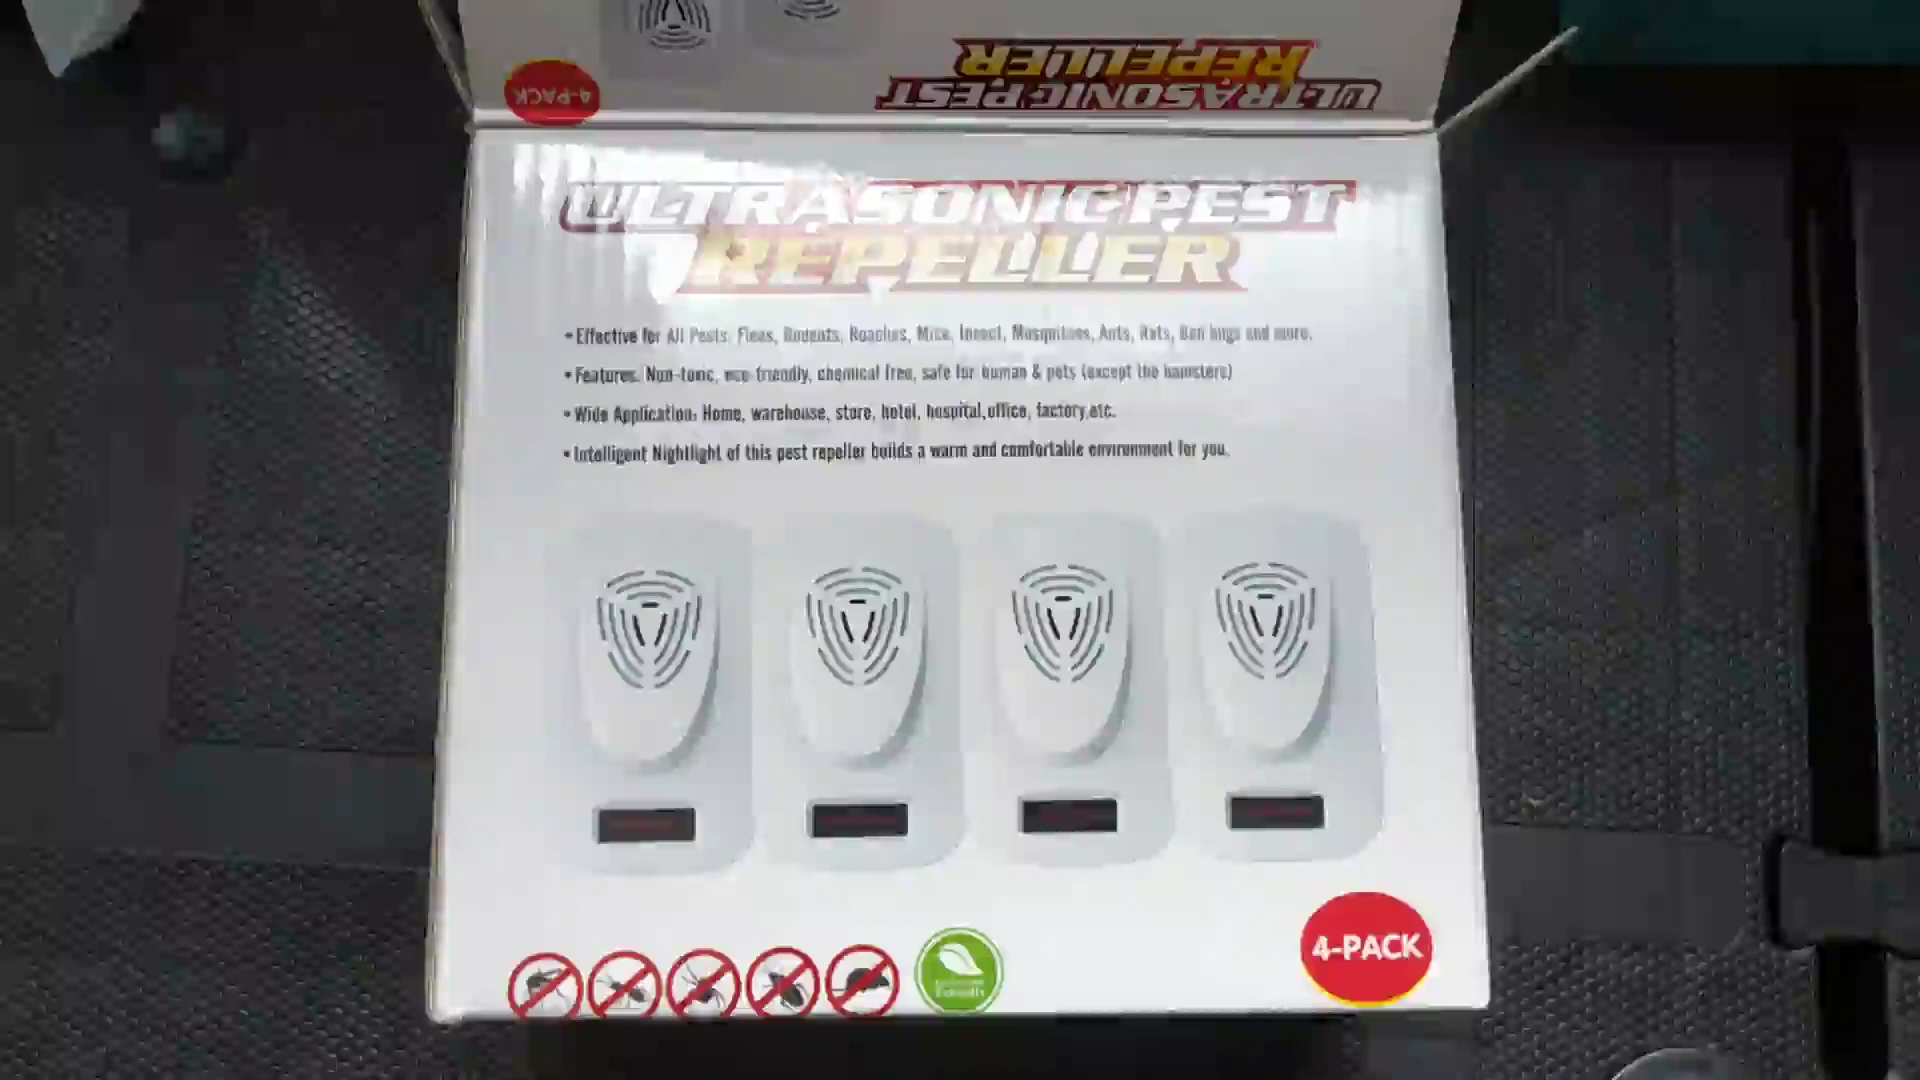 REPELLER
ULTRASONIC PEST
4-PACK
ULTRASONIC PEST
REPELLER
• Effective for All Pests: Fleas, Rodents, Roaches, Mice, Insect, Mosquitoes, Ants, Rats, Ben bugs and more.
• Features: Non-toxic, eco-friendly, chemical free, safe for human & pets (except the hamsters)
• Wide Application: Home, warehouse, store, hotel, hospital,office, factory,etc.
• Intelligent Nightlight of this pest repeller builds a warm and comfortable environment for you.
Friendly
4-PACK